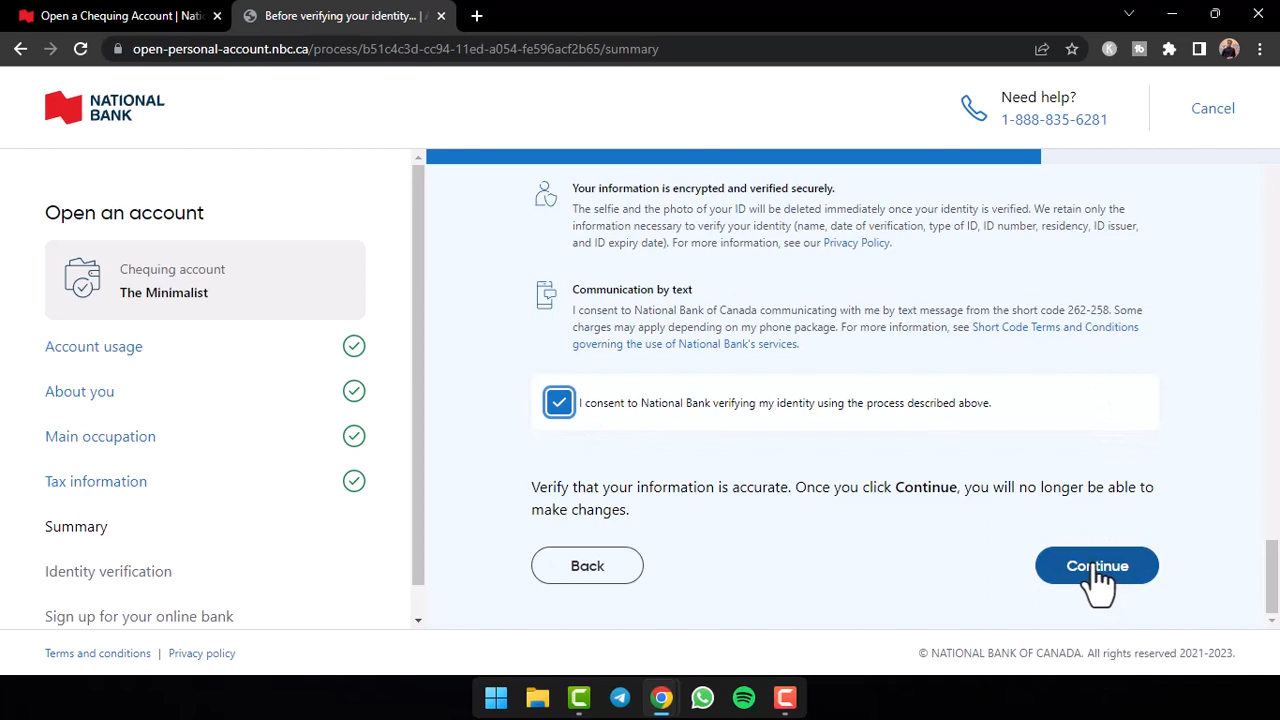 Open a Chequing Account | Natio
Before verifying your identity... | A
open-personal-account.nbc.ca/process/b51c4c3d-cc94-11ed-a054-fe596acf2b65/summary
NATIONAL
BANK
Need help?
1-888-835-6281
Cancel
Open an account
Chequing account
The Minimalist
Account usage
About you
Main occupation
Tax information
Summary
Identity verification
Sign up for your online bank
Your information is encrypted and verified securely.
The selfie and the photo of your ID will be deleted immediately once your identity is verified. We retain only the
information necessary to verify your identity (name, date of verification, type of ID, ID number, residency, ID issuer,
and ID expiry date). For more information, see our Privacy Policy.
Communication by text
I consent to National Bank of Canada communicating with me by text message from the short code 262-258. Some
charges may apply depending on my phone package. For more information, see Short Code Terms and Conditions
governing the use of National Bank's services.
I consent to National Bank verifying my identity using the process described above.
Verify that your information is accurate. Once you click Continue, you will no longer be able to
make changes.
Back
Continue
Terms and conditions
Privacy policy
© NATIONAL BANK OF CANADA. All rights reserved 2021-2023.